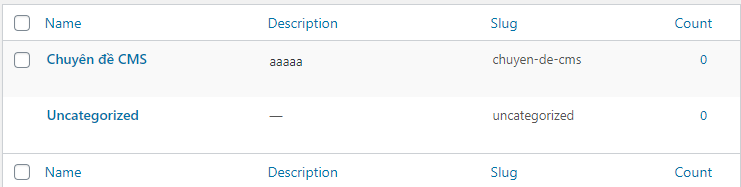 Name Description Slug Count
Chuyên đề CMS aaaaa chuyen-de-cms 0
Uncategorized — uncategorized 0
Name Description Slug Count